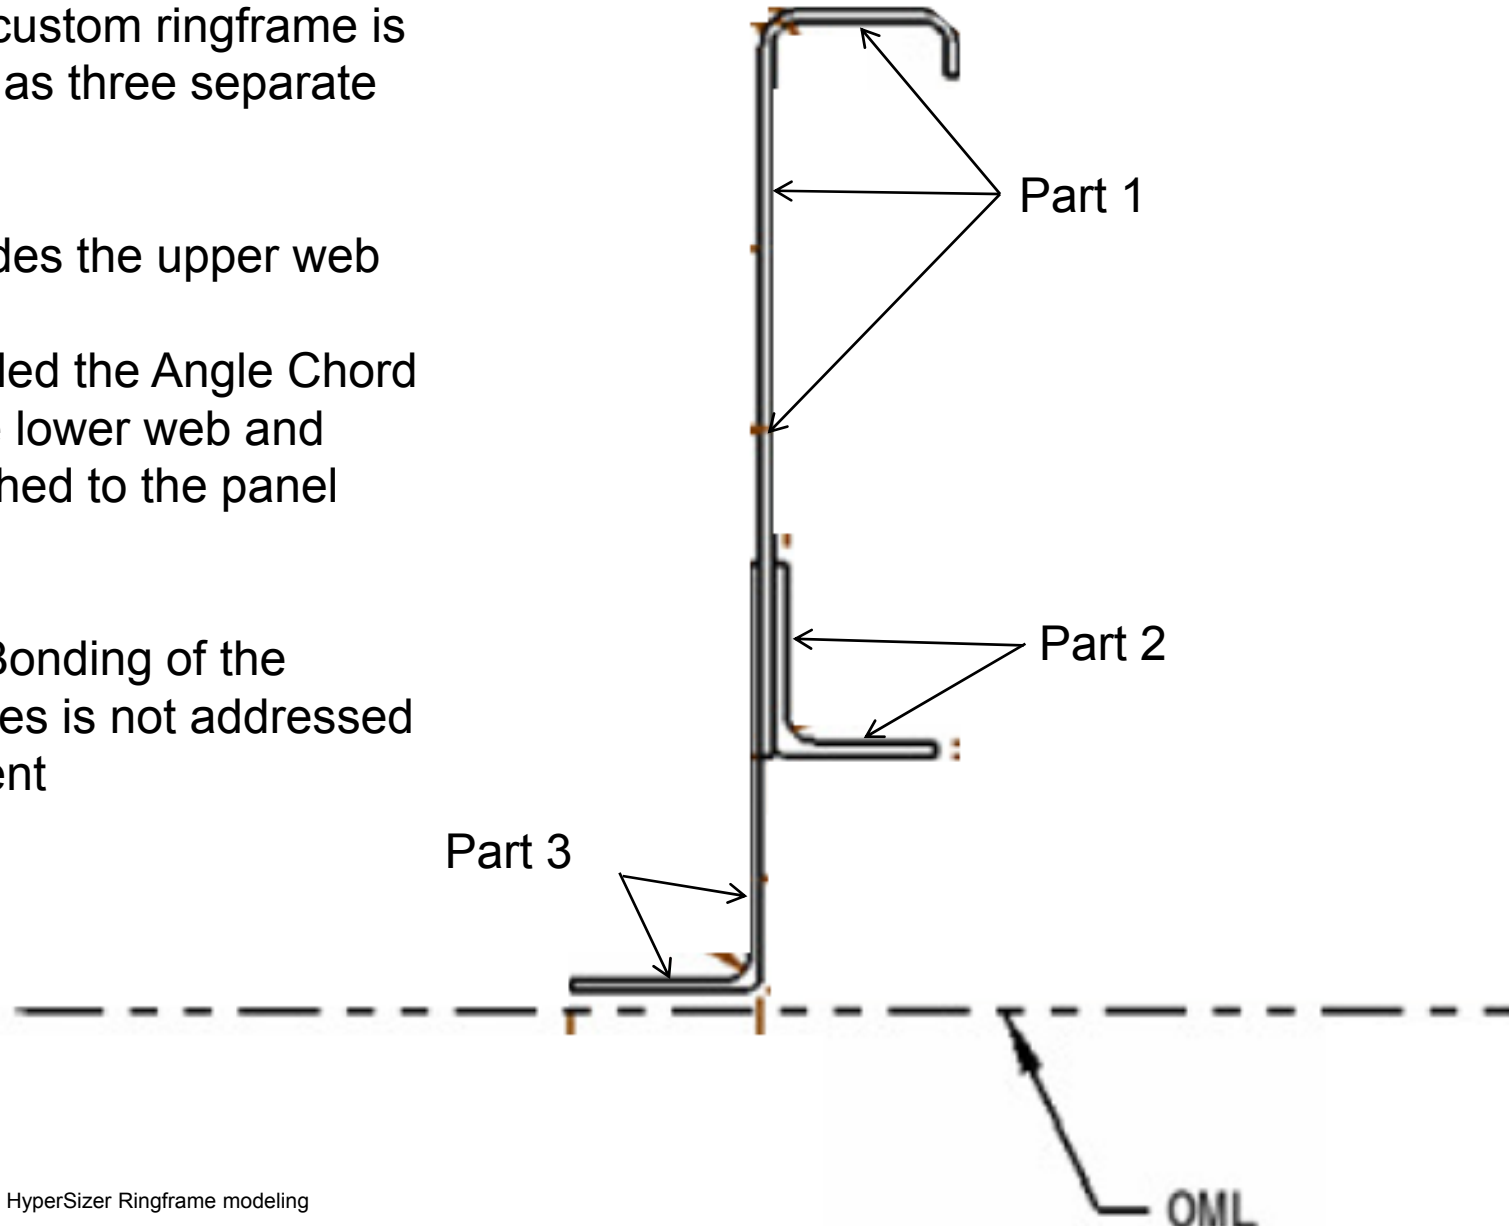 custom ringframe is
as three separate
des the upper web
led the Angle Chord
lower web and
hed to the panel
Bonding of the
es is not addressed
ent
Part 1
Part 2
Part 3
HyperSizer Ringframe modeling
OML